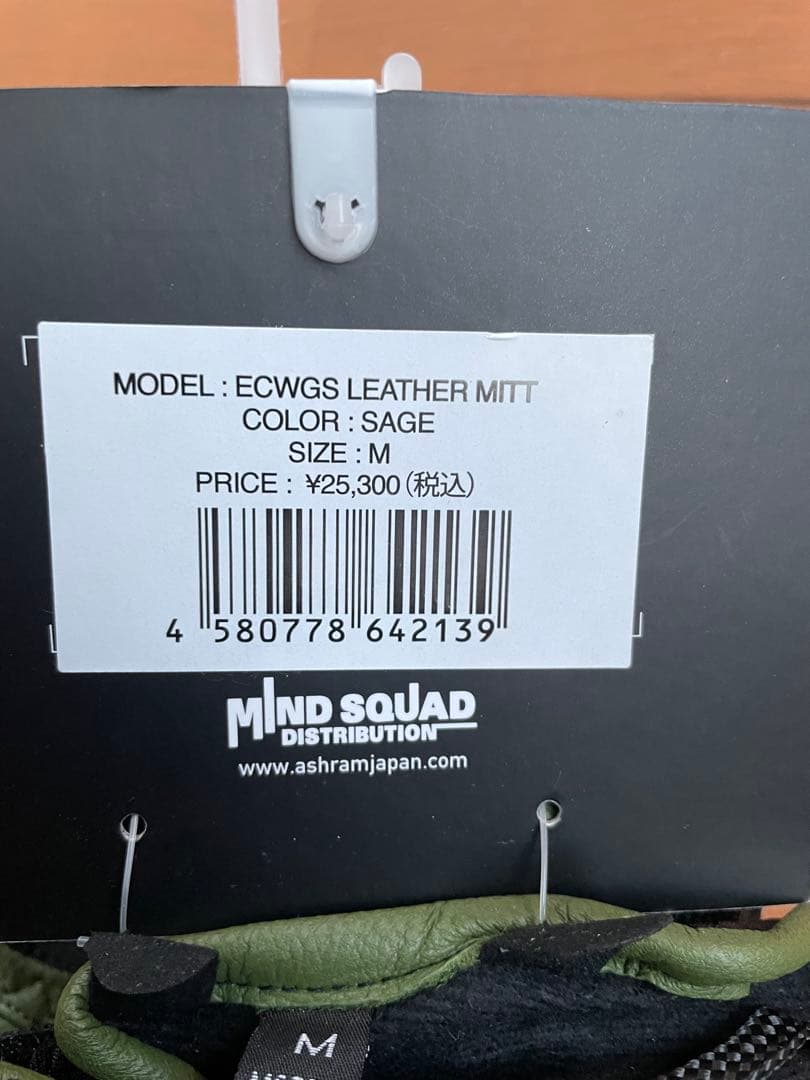 MODEL : ECWGS LEATHER MITT
COLOR : SAGE
SIZE : M
PRICE : ¥25,300(税込)
4 580778 642139
MIND SQUAD
DISTRIBUTION
www.ashramjapan.com
M